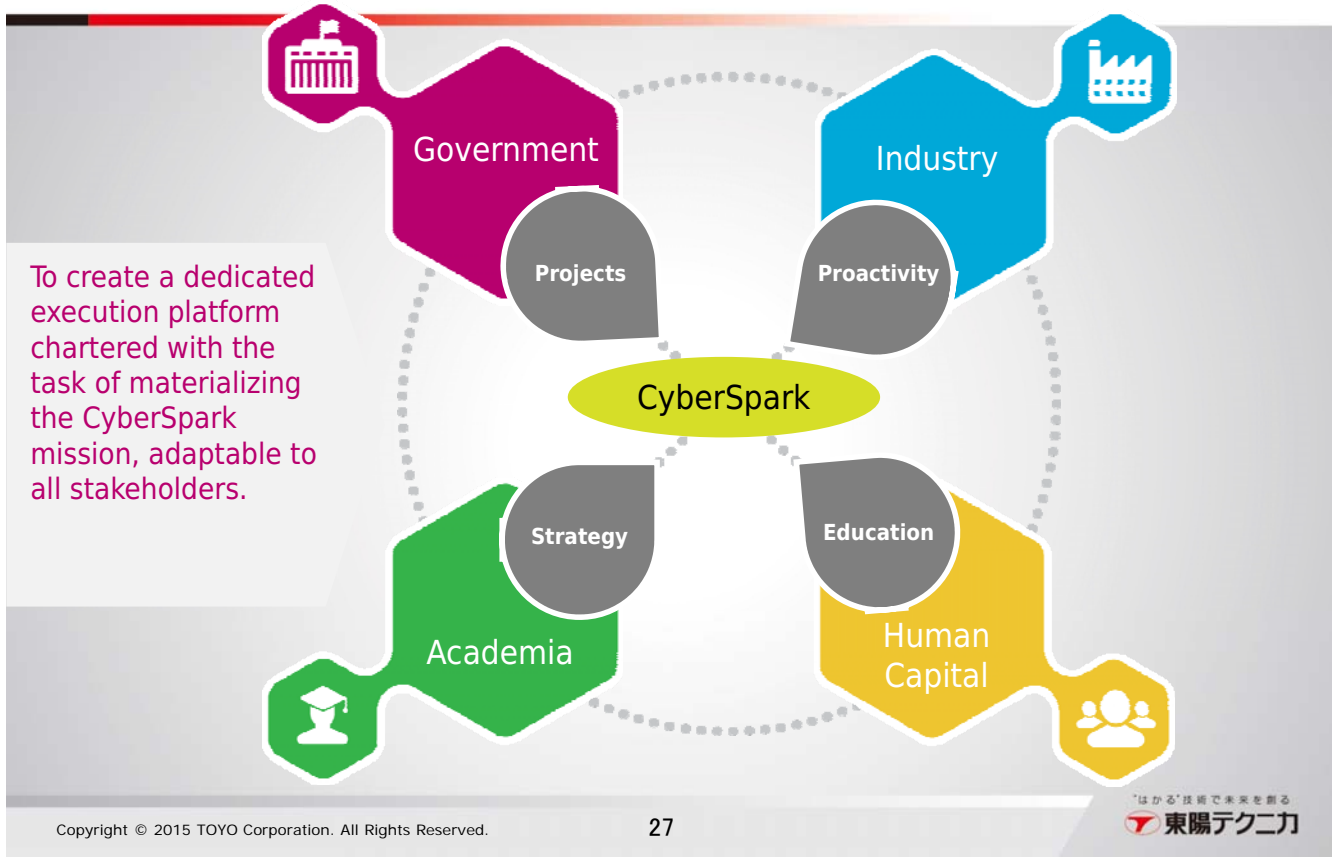 Government
Industry
Projects
Proactivity
To create a dedicated
execution platform
chartered with the
task of materializing
the CyberSpark
mission, adaptable to
all stakeholders.
CyberSpark
Strategy
Education
Academia
Human
Capital
"はかる"技術で未来を創る
東陽テクニカ
Copyright © 2015 TOYO Corporation. All Rights Reserved.
27